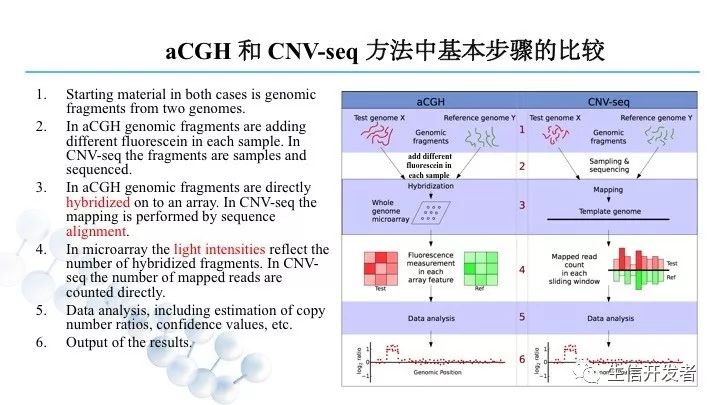 aCGH 和 CNV-seq 方法中基本步骤的比较
1. Starting material in both cases is genomic
fragments from two genomes.
2. In aCGH genomic fragments are adding
different fluorescein in each sample. In
CNV-seq the fragments are samples and
sequenced.
3. In aCGH genomic fragments are directly
hybridized on to an array. In CNV-seq the
mapping is performed by sequence
alignment.
4. In microarray the light intensities reflect the
number of hybridized fragments. In CNV-
seq the number of mapped reads are
counted directly.
5. Data analysis, including estimation of copy
number ratios, confidence values, etc.
6. Output of the results.
aCGH
CNV-seq
Test genome X
Reference genome Y
Genomic
fragments
1
Test genome X
Reference genome Y
Genomic
fragments
add different
fluorescein in
each sample
2
Sampling &
sequencing
Hybridization
Whole
genome
microarray
3
Mapping
Template genome
Fluorescence
measurement
in each
array feature
Test
Ref
4
Mapped read
count
in each
sliding window
Test
Ref
Data analysis
5
Data analysis
log2 ratio
1
0
−1
Genomic Position
6
log2 ratio
1
0
−1
生信开发者